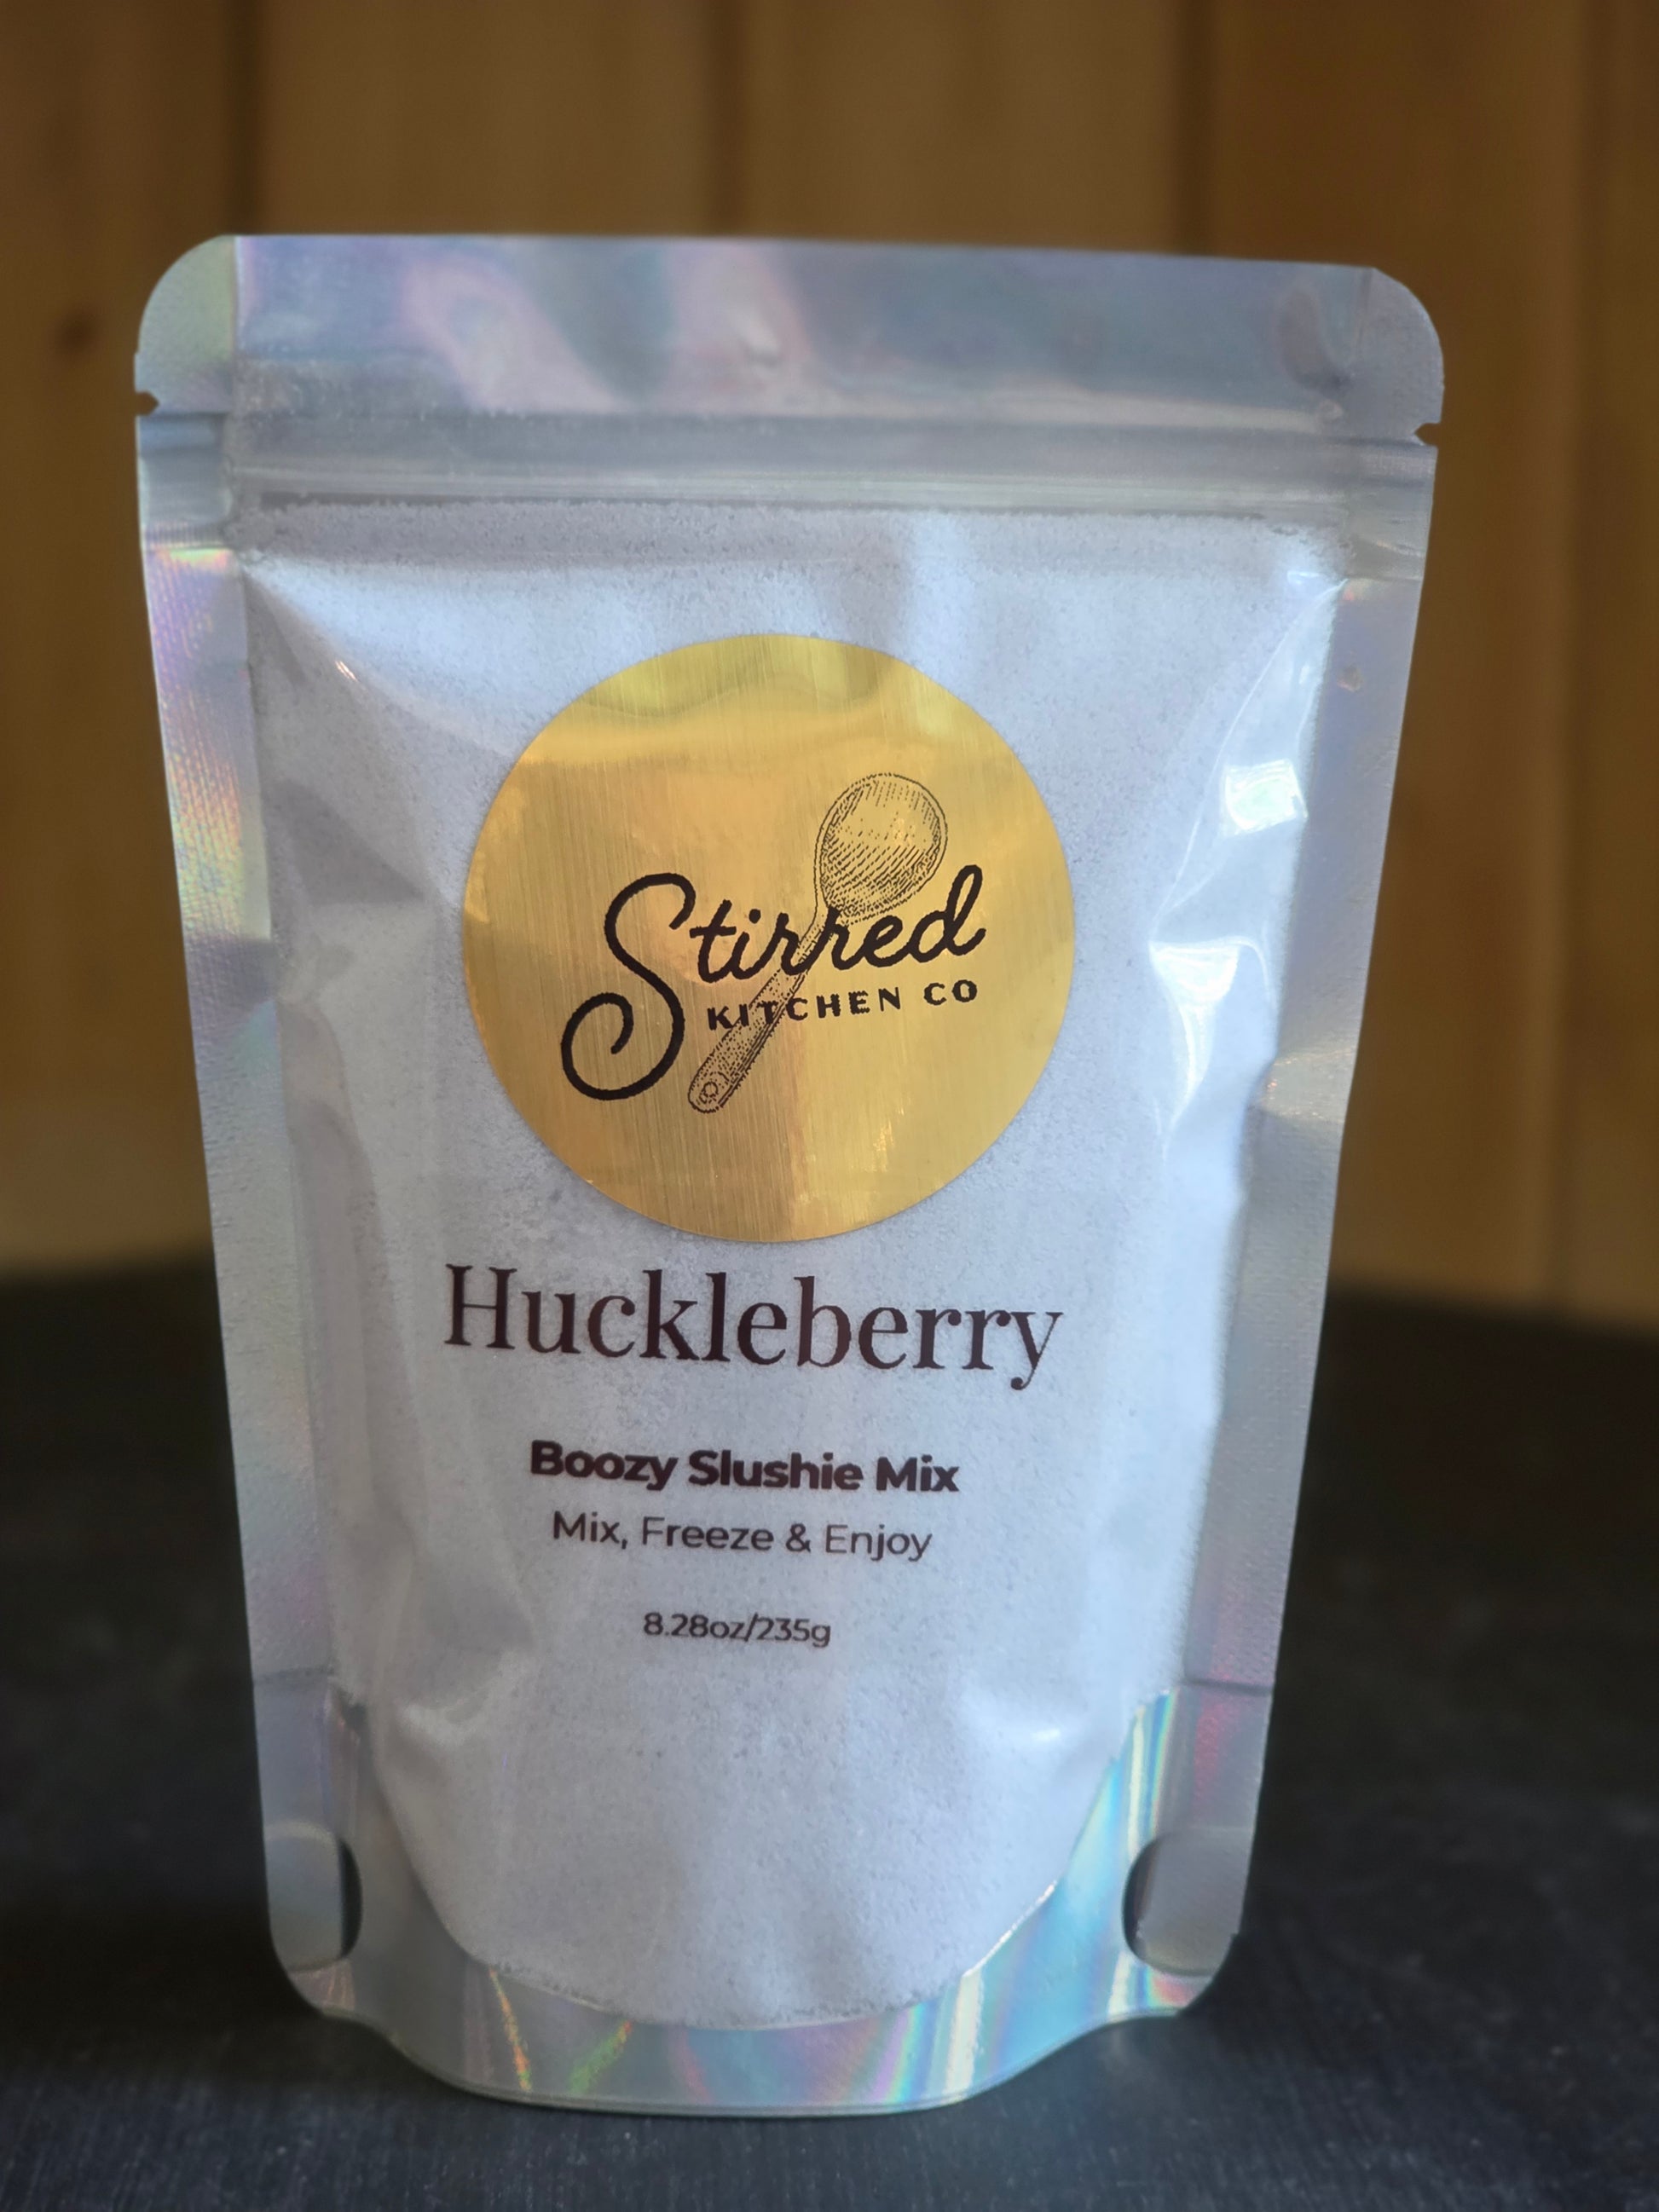 Stirred
KITCHEN CO
Huckleberry
Boozy Slushie Mix
Mix, Freeze & Enjoy
8.28oz/235g